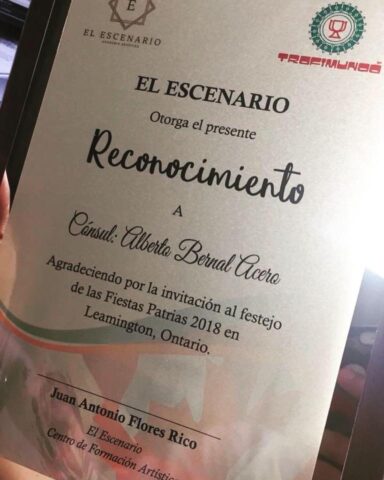 E
EL ESCENARIO
TROFIMUNDO
EL ESCENARIO
Otorga el presente
Reconocimiento
A
Cónsul: Alberto Bernal Acero
Agradeciendo por la invitación al festejo
de las Fiestas Patrias 2018 en
Leamington, Ontario.
Juan Antonio Flores Rico
El Escenario
Centro de Formación Artístic